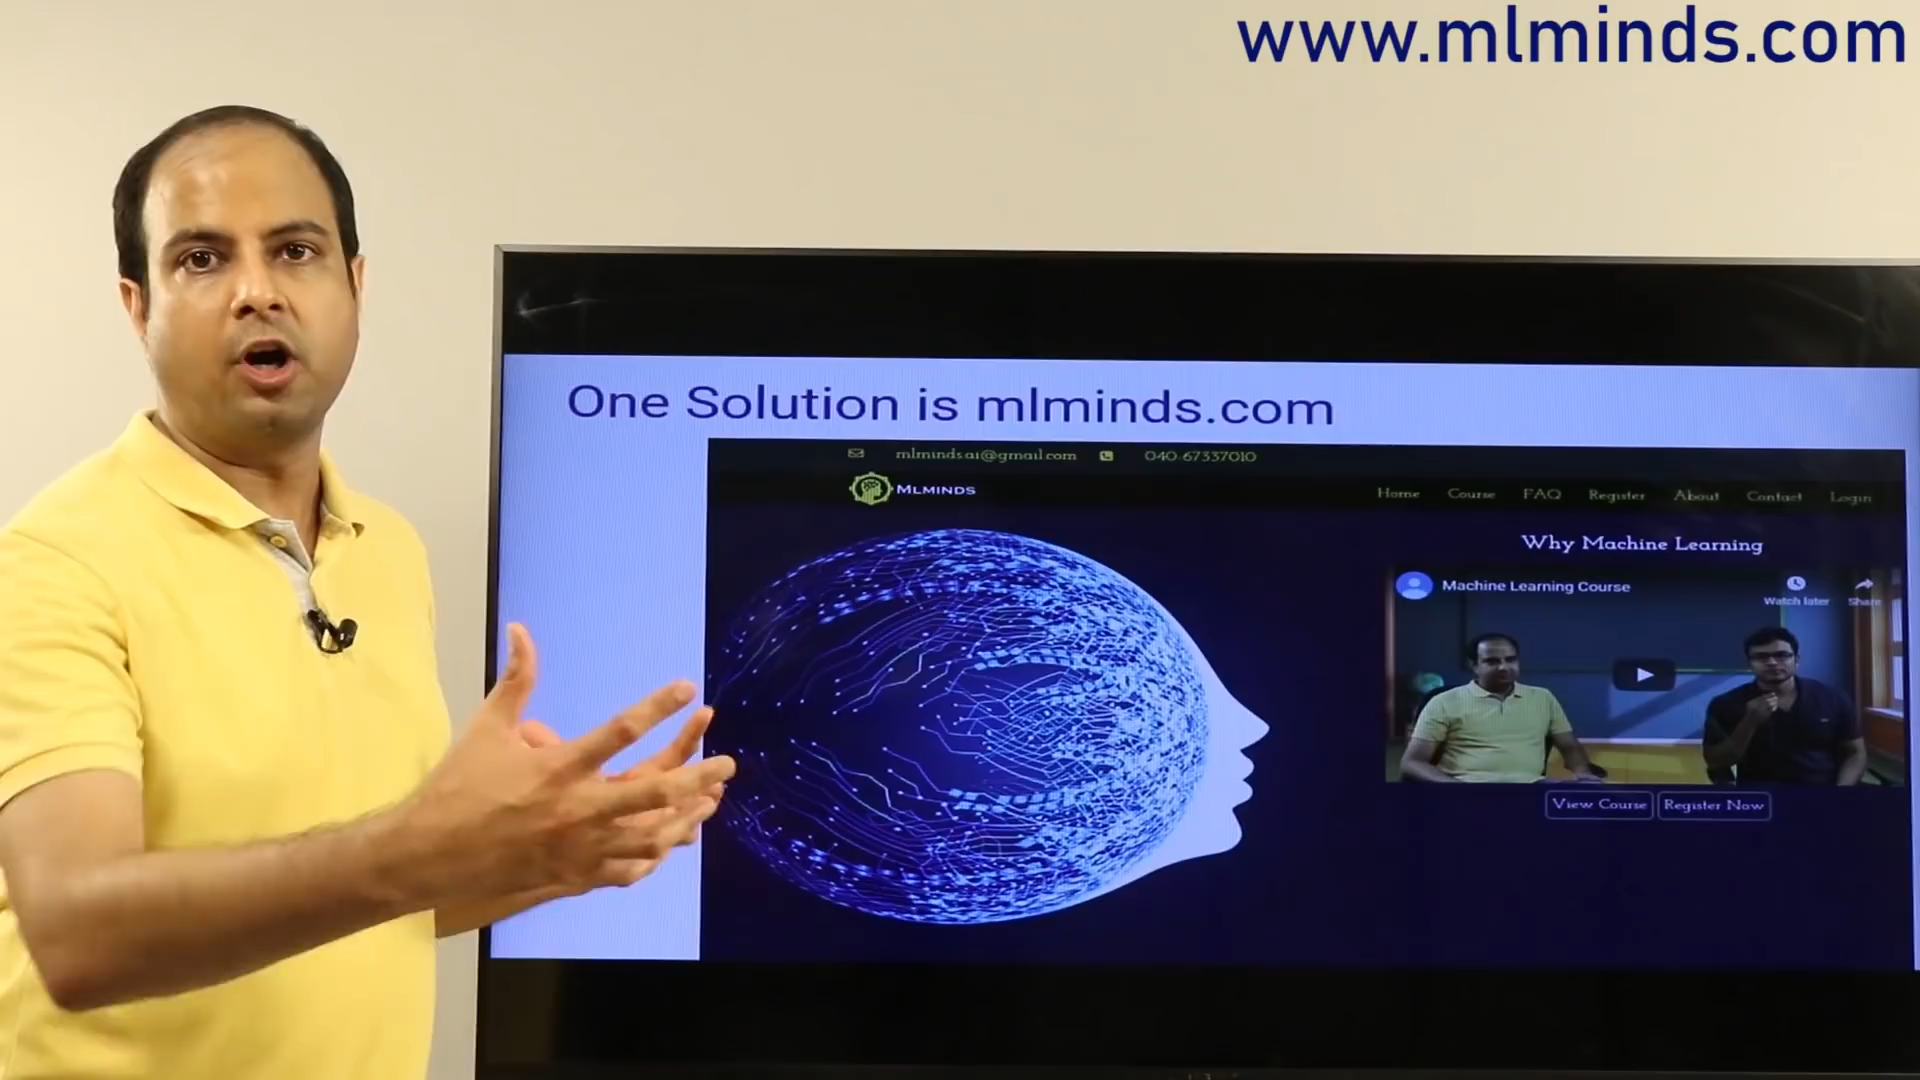 www.mlminds.com
One Solution is mlminds.com
mlminds.ai@gmail.com 040-67337010
MLMINDS
Home Course FAQ Register About Contact Login
Why Machine Learning
Machine Learning Course
Watch later Share
View Course Register Now